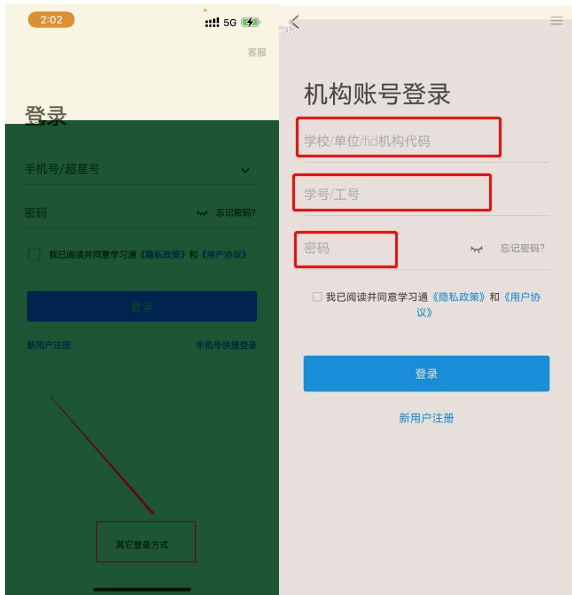 2:02
5G
客服
登录
手机号/超星号
密码
忘记密码?
我已阅读并同意学习通《隐私政策》和《用户协议》
登录
新用户注册
手机号快捷登录
其它登录方式
机构账号登录
学校/单位/fid机构代码
学号/工号
密码
忘记密码?
我已阅读并同意学习通《隐私政策》和《用户协
议》
登录
新用户注册